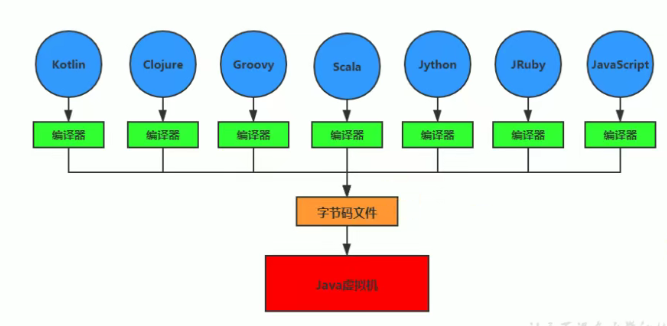 Kotlin
Clojure
Groovy
Scala
Jython
JRuby
JavaScript
编译器
编译器
编译器
编译器
编译器
编译器
编译器
字节码文件
Java虚拟机